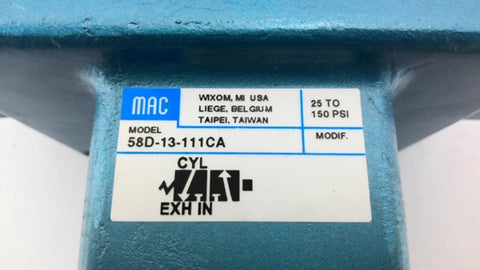 MAC
WIXOM, MI USA
LIEGE, BELGIUM
TAIPEI, TAIWAN
25 TO
150 PSI
MODEL
58D-13-111CA
MODIF.
CYL
EXH IN